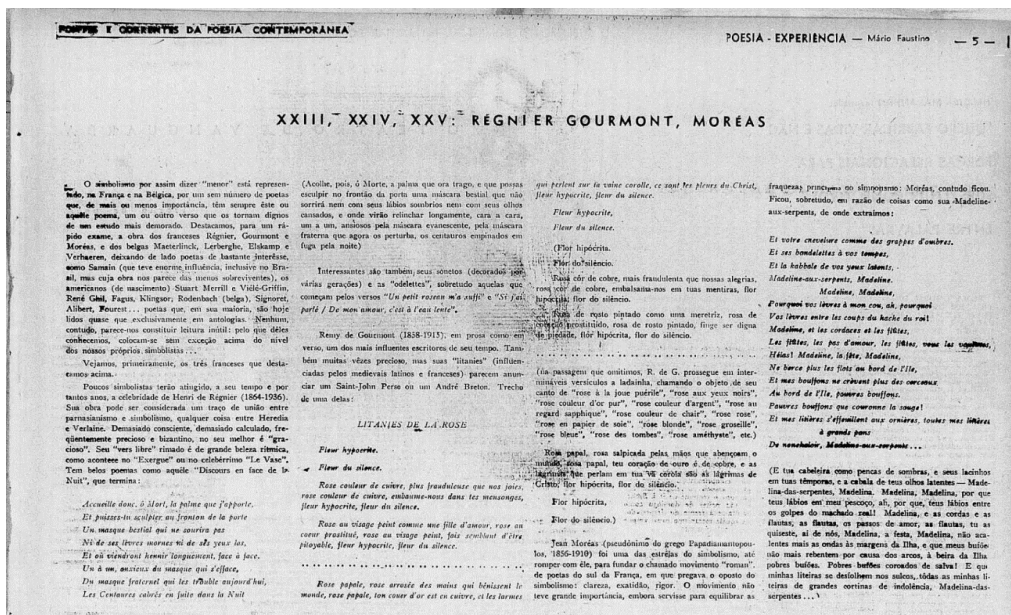 POETAS E CORRENTES DA POESIA CONTEMPORÂNEA
POESIA - EXPERIÊNCIA — Mário Faustino — 5 —
XXIII, XXIV, XXV: RÉGNIER GOURMONT, MORÉAS
O simbolismo por assim dizer "menor" está represen-
tado, na França e na Bélgica, por um sem número de poetas
que, de mais ou menos importância, têm sempre êste ou
aquêle poema, um ou outro verso que os tornam dignos
de um estudo mais demorado. Destacamos, para um rá-
pido exame, a obra dos franceses Régnier, Gourmont e
Moréas, e dos belgas Maeterlinck, Lerberghe, Elskamp e
Verhaeren, deixando de lado poetas de bastante interêsse,
como Samain (que teve enorme influência, inclusive no Bra-
sil, mas cuja obra nos parece das menos sobreviventes), os
americanos (de nascimento) Stuart Merrill e Vielé-Griffin,
René Ghil, Fagus, Klingsor, Rodenbach (belga), Signoret,
Alibert, Fourest... poetas que, em sua maioria, são hoje
lidos quase que exclusivamente em antologias. Nenhum,
contudo, parece-nos constituir leitura inútil: pelo que dêles
conhecemos, colocam-se sem exceção acima do nível
dos nossos próprios simbolistas...
Vejamos, primeiramente, os três franceses que desta-
camos acima.
Poucos simbolistas terão atingido, a seu tempo e por
tantos anos, a celebridade de Henri de Régnier (1864-1936).
Sua obra pode ser considerada um traço de união entre
parnasianismo e simbolismo, qualquer coisa entre Heredia
e Verlaine. Demasiado consciente, demasiado calculado, fre-
qüentemente precioso e bizantino, no seu melhor é "gra-
cioso". Seu "vers libre" rimado é de grande beleza rítmica,
como acontece no "Exergue" ou no celebérrimo "Le Vase",
Tem belos poemas como aquêle "Discours en face de la
Nuit", que termina:
Accueille donc, ô Mort, la palme que j'apporte,
Et puisses-tu sculpter au fronton de la porte
Un masque bestial qui ne sourira pas
Ni de ses lèvres mornes ni de ses yeux las,
Et où viendront hennir longuement, face à face,
Un à un, anxieux du masque qui s'efface,
Du masque fraternel qui les trouble aujourd'hui,
Les Centaures cabrés en fuite dans la Nuit
(Acolhe, pois, ó Morte, a palma que ora trago, e que possas
esculpir no frontão da porta uma máscara bestial que não
sorrirá nem com seus lábios sombrios nem com seus olhos
cansados, e onde virão relinchar longamente, cara a cara,
um a um, ansiosos pela máscara evanescente, pela máscara
fraterna que agora os perturba, os centauros empinados em
fuga pela noite)
Interessantes são também seus sonetos (decorados por
várias gerações) e as "odelettes", sobretudo aquelas que
começam pelos versos "Un petit roseau m'a suffi" e "Si j'ai
parlé / De mon amour, c'est à l'eau lente".
Remy de Gourmont (1858-1915), em prosa como em
verso, um dos mais influentes escritores de seu tempo. Tam-
bém muitas vêzes precioso, mas suas "litanies" (influen-
ciadas pelos medievais latinos e franceses) parecem anun-
ciar um Saint-John Perse ou um André Breton. Trecho
de uma delas:
LITANIES DE LA ROSE
Fleur hypocrite.
Fleur du silence.
Rose couleur de cuivre, plus frauduleuse que nos joies,
rose couleur de cuivre, embaume-nous dans tes mensonges,
fleur hypocrite, fleur du silence.
Rose au visage peint comme une fille d'amour, rose au
coeur prostitué, rose au visage peint, fais semblant d'être
pitoyable, fleur hypocrite, fleur du silence.
Rose papale, rose arrosée des mains qui bénissent le
monde, rose papale, ton coeur d'or est en cuivre, et les larmes
qui perlent sur ta vaine corolle, ce sont les pleurs du Christ,
fleur hypocrite, fleur du silence.
Fleur hypocrite,
Fleur du silence.
(Flor hipócrita.
Flor do silêncio.
Rosa côr de cobre, mais fraudulenta que nossas alegrias,
rosa côr de cobre, embalsama-nos em tuas mentiras, flor
hipócrita, flor do silêncio.
Rosa de rosto pintado como uma meretriz, rosa de
coração prostituído, rosa de rosto pintado, finge ser digna
de piedade, flor hipócrita, flor do silêncio.
(na passagem que omitimos, R. de G. prossegue em inter-
mináveis versículos a ladainha, chamando o objeto de seu
canto de "rose à la joue puérile", "rose aux yeux noirs",
"rose couleur d'or pur", "rose couleur d'argent", "rose au
regard sapphique", "rose couleur de chair", "rose rose",
"rose en papier de soie", "rose blonde", "rose groseille",
"rose bleue", "rose des tombes", "rose améthyste", etc.)
Rosa papal, rosa salpicada pelas mãos que abençoam o
mundo, rosa papal, teu coração de ouro é de cobre, e as
lágrimas que perlam em tua vã corola são as lágrimas de
Cristo, flor hipócrita, flor do silêncio.
Flor hipócrita,
Flor do silêncio.)
Jean Moréas (pseudônimo do grego Papadiamantopou-
los, 1856-1910) foi uma das estrêlas do simbolismo, até
romper com êle, para fundar o chamado movimento "roman".
de poetas do sul da França, em que pregava o oposto do
simbolismo: clareza, exatidão, rigor. O movimento não
teve grande importância, embora servisse para equilibrar as
fraquezas principais no simbolismo: Moréas, contudo ficou.
Ficou, sobretudo, em razão de coisas como sua -Madeline-
aux-serpents, de onde extraimos:
Et votre chevelure comme des grappes d'ombres,
Et ses bandelettes à vos tempes,
Et la kabbale de vos yeux latents,
Madeline-aux-serpents, Madeline.
Madeline, Madeline,
Pourquoi vos lèvres à mon cou, ah, pourquoi
Vos lèvres entre les coups du hache du roi!
Madeline, et les cordaces et les flûtes,
Les flûtes, les pas d'amour, les flûtes, vous les voulûtes,
Hélas! Madeline, la fête, Madeline,
Ne berce plus les flots au bord de l'Île,
Et mes bouffons ne crèvent plus des cerceaux
Au bord de l'Île, pauvres bouffons.
Pauvres bouffons que couronne la sauge!
Et mes litières s'effeuillent aux ornières, toutes mes litières
à grands pans
De nonchaloir, Madeline-aux-serpents...
(E tua cabeleira como pencas de sombras, e seus lacinhos
em tuas têmporas, e a cabala de teus olhos latentes — Made-
lina-das-serpentes, Madelina. Madelina, Madelina, por que
teus lábios em meu pescoço, ah, por que, teus lábios entre
os golpes do machado real! Madelina, e as cordas e as
flautas, as flautas, os passos de amor, as flautas, tu as
quiseste, ai de nós, Madelina, a festa, Madelina, não aca-
lentes mais as ondas às margens da Ilha, e que meus bufões
não mais rebentem por causa dos arcos, à beira da Ilha
pobres bufões. Pobres bufões coroados de salva! E que
minhas liteiras se desfolhem nos sulcos, tôdas as minhas li-
teiras de grandes cortinas de indolência, Madelina-das-
serpentes...)